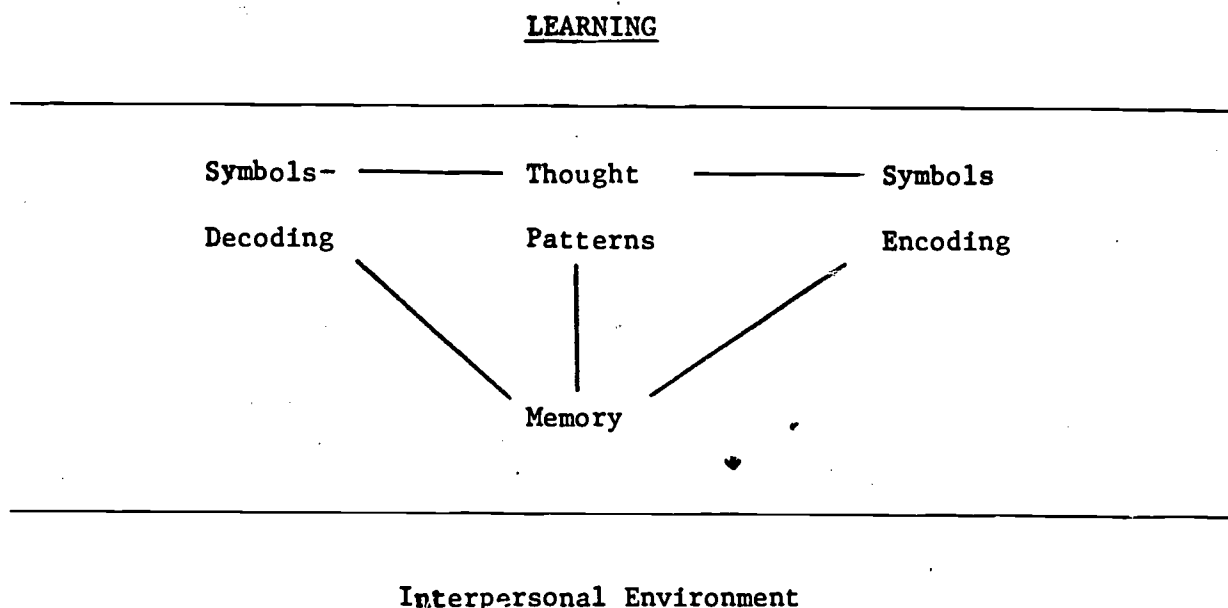 LEARNING
Symbols- Thought Symbols
Decoding Patterns Encoding
Memory
Interpersonal Environment